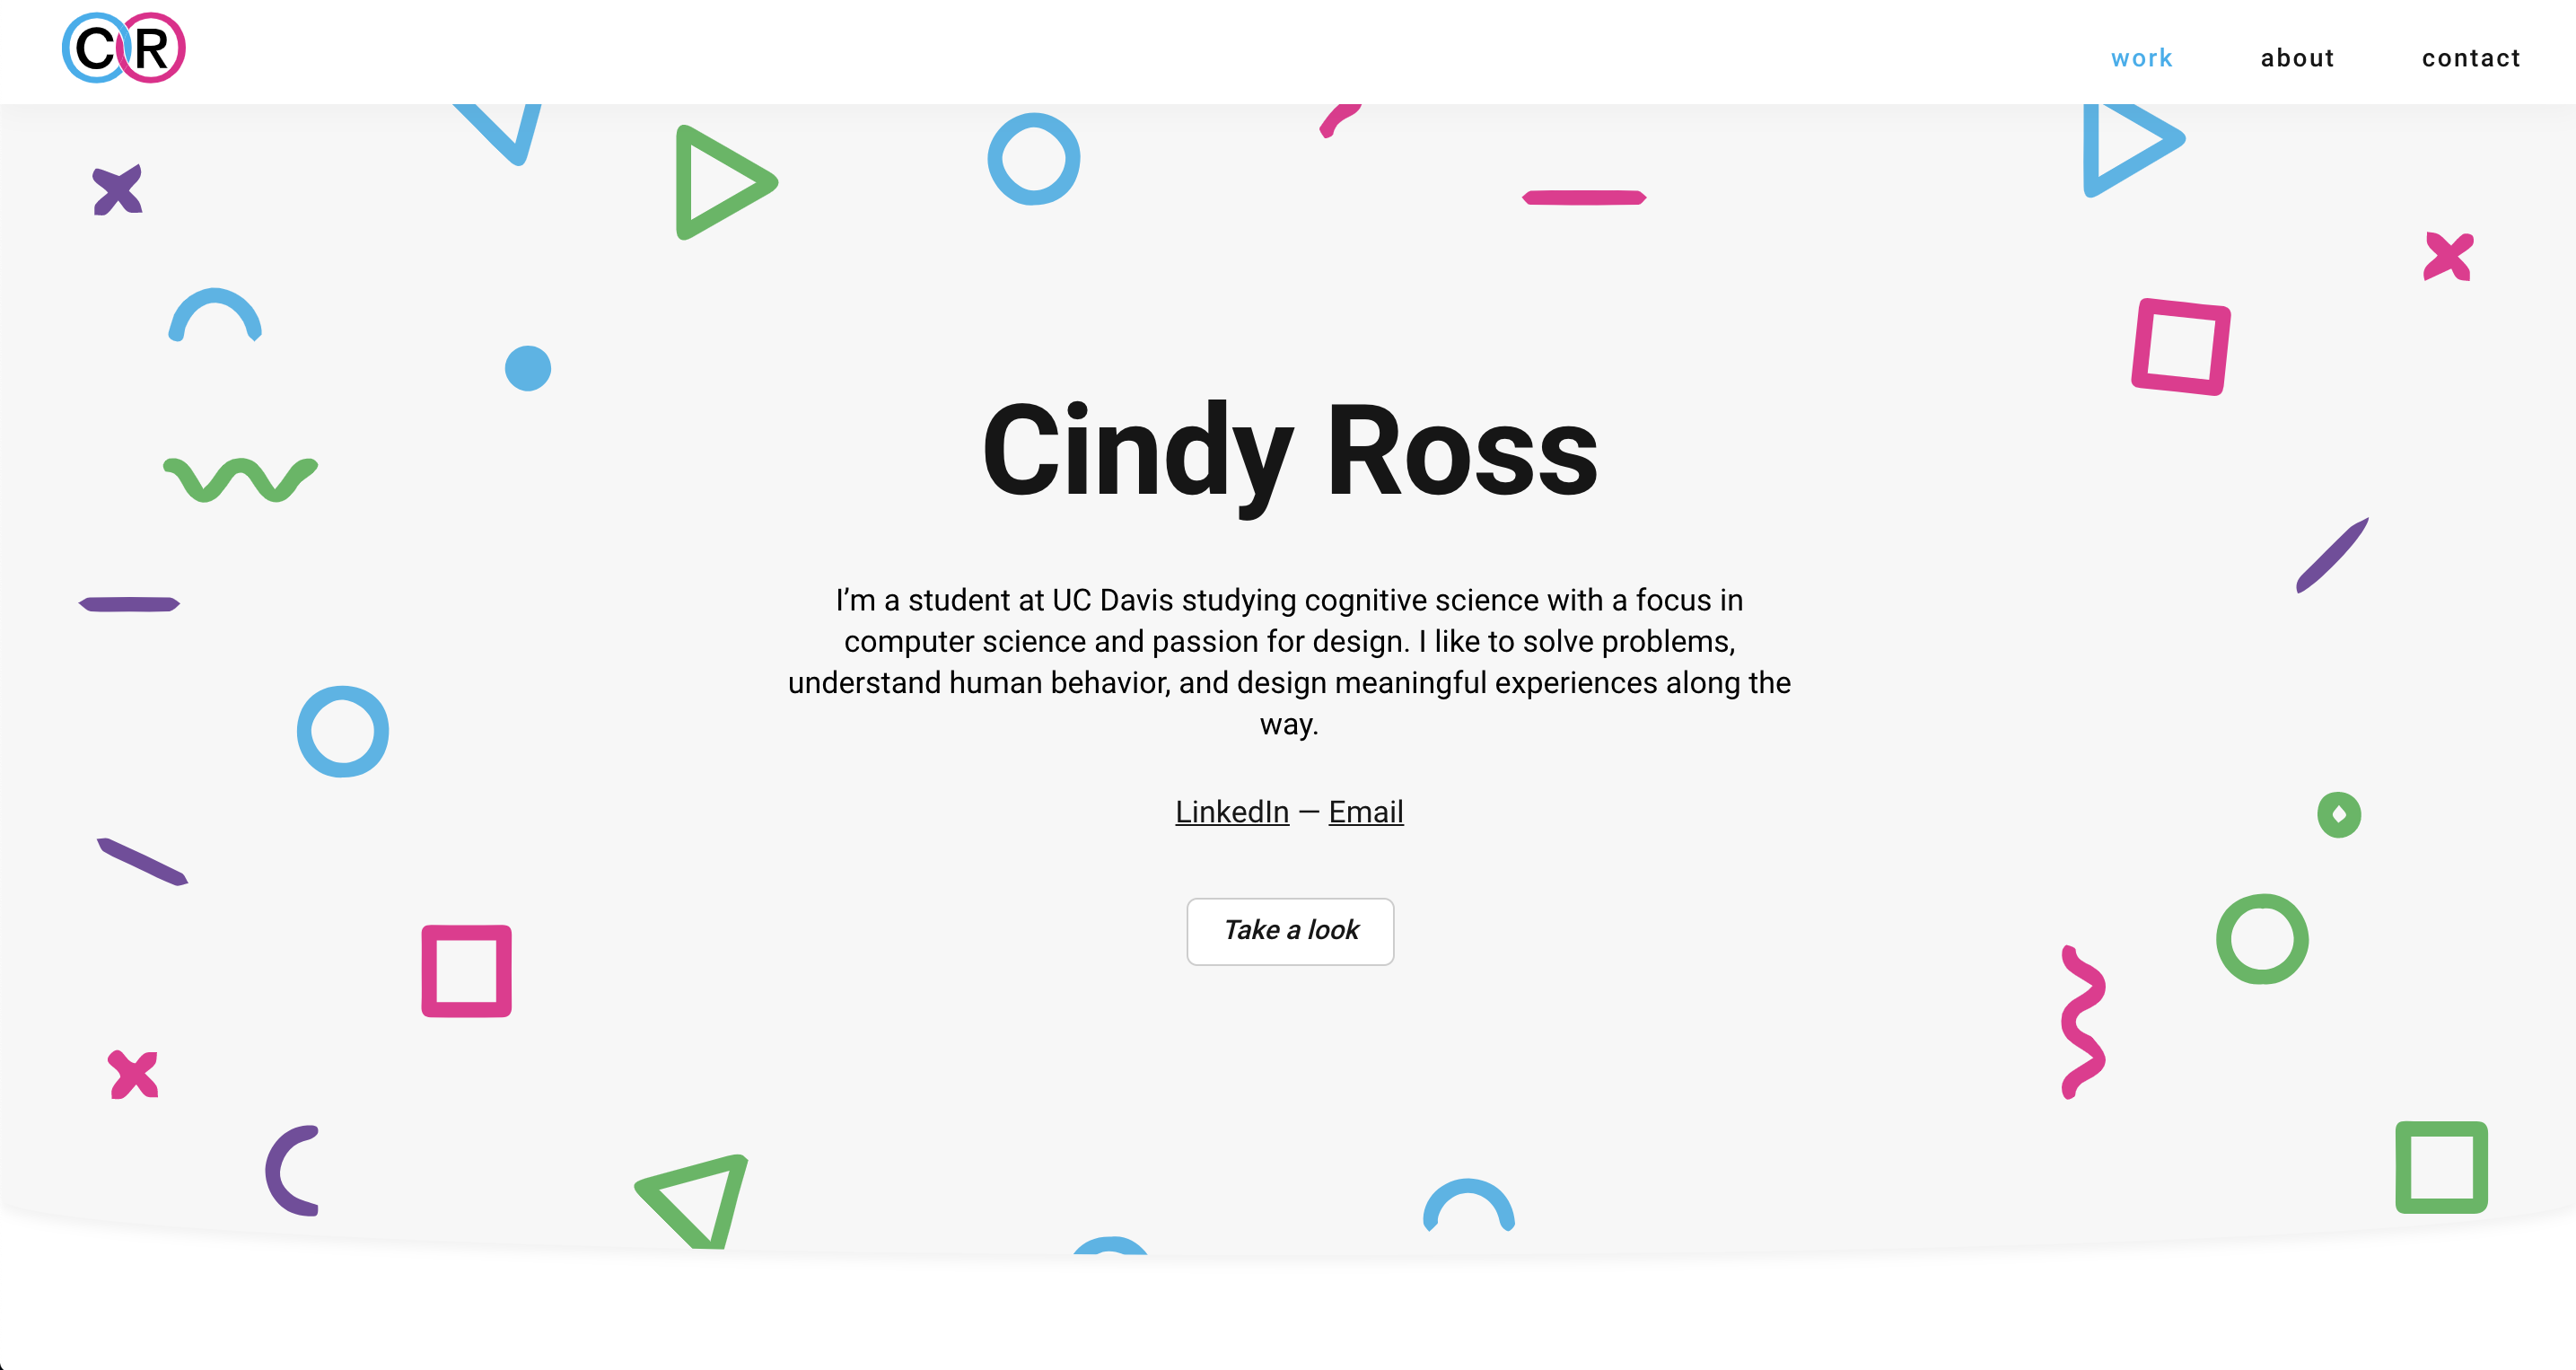 CR
work about contact
Cindy Ross
I’m a student at UC Davis studying cognitive science with a focus in
computer science and passion for design. I like to solve problems,
understand human behavior, and design meaningful experiences along the
way.
LinkedIn — Email
Take a look